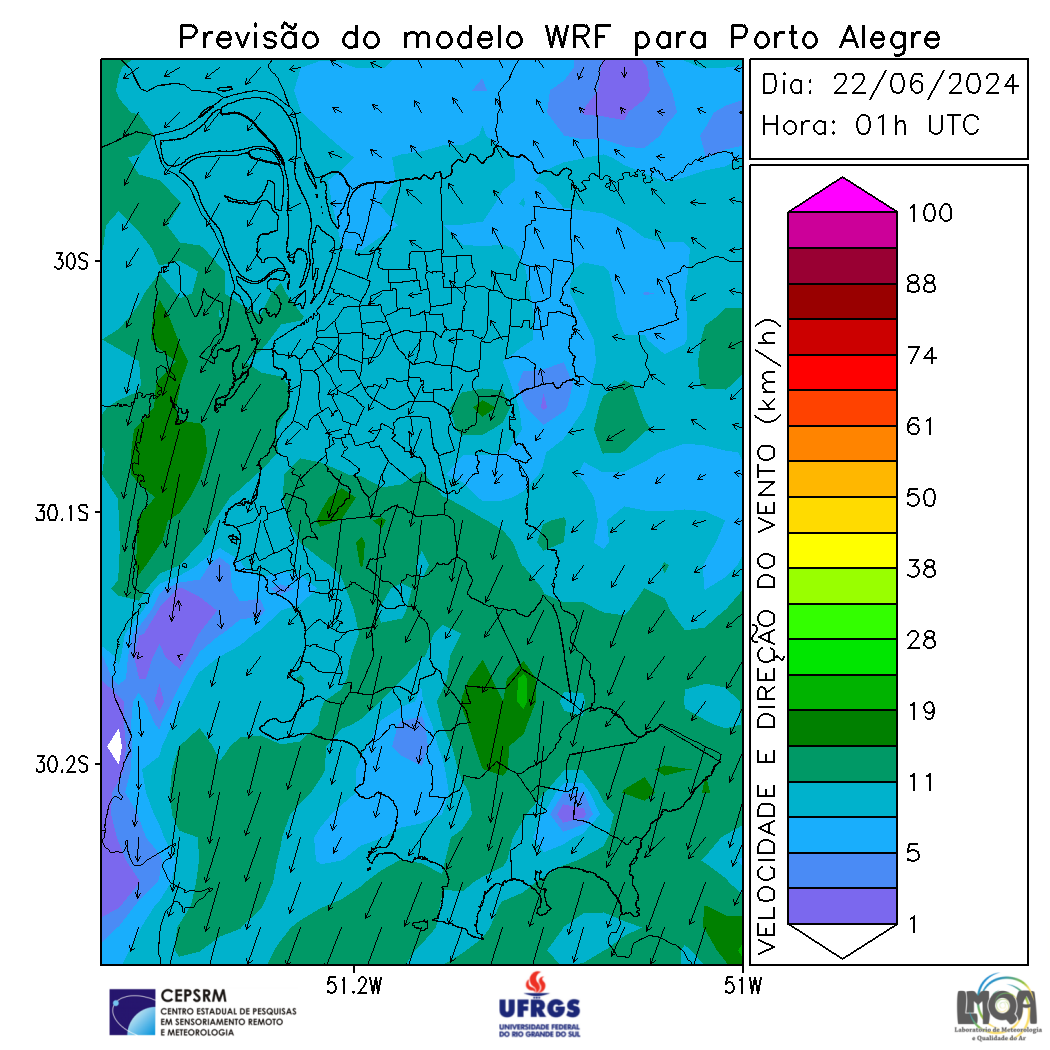 Previsão do modelo WRF para Porto Alegre
Dia: 22/06/2024
Hora: 01h UTC
30S
30.1S
30.2S
51.2W
51W
VELOCIDADE E DIREÇÃO DO VENTO (km/h)
100
88
74
61
50
38
28
19
11
5
1
CEPSRM
CENTRO ESTADUAL DE PESQUISAS
EM SENSORIAMENTO REMOTO
E METEOROLOGIA
UFRGS
UNIVERSIDADE FEDERAL
DO RIO GRANDE DO SUL
LMQA
Laboratório de Meteorologia
e Qualidade do Ar